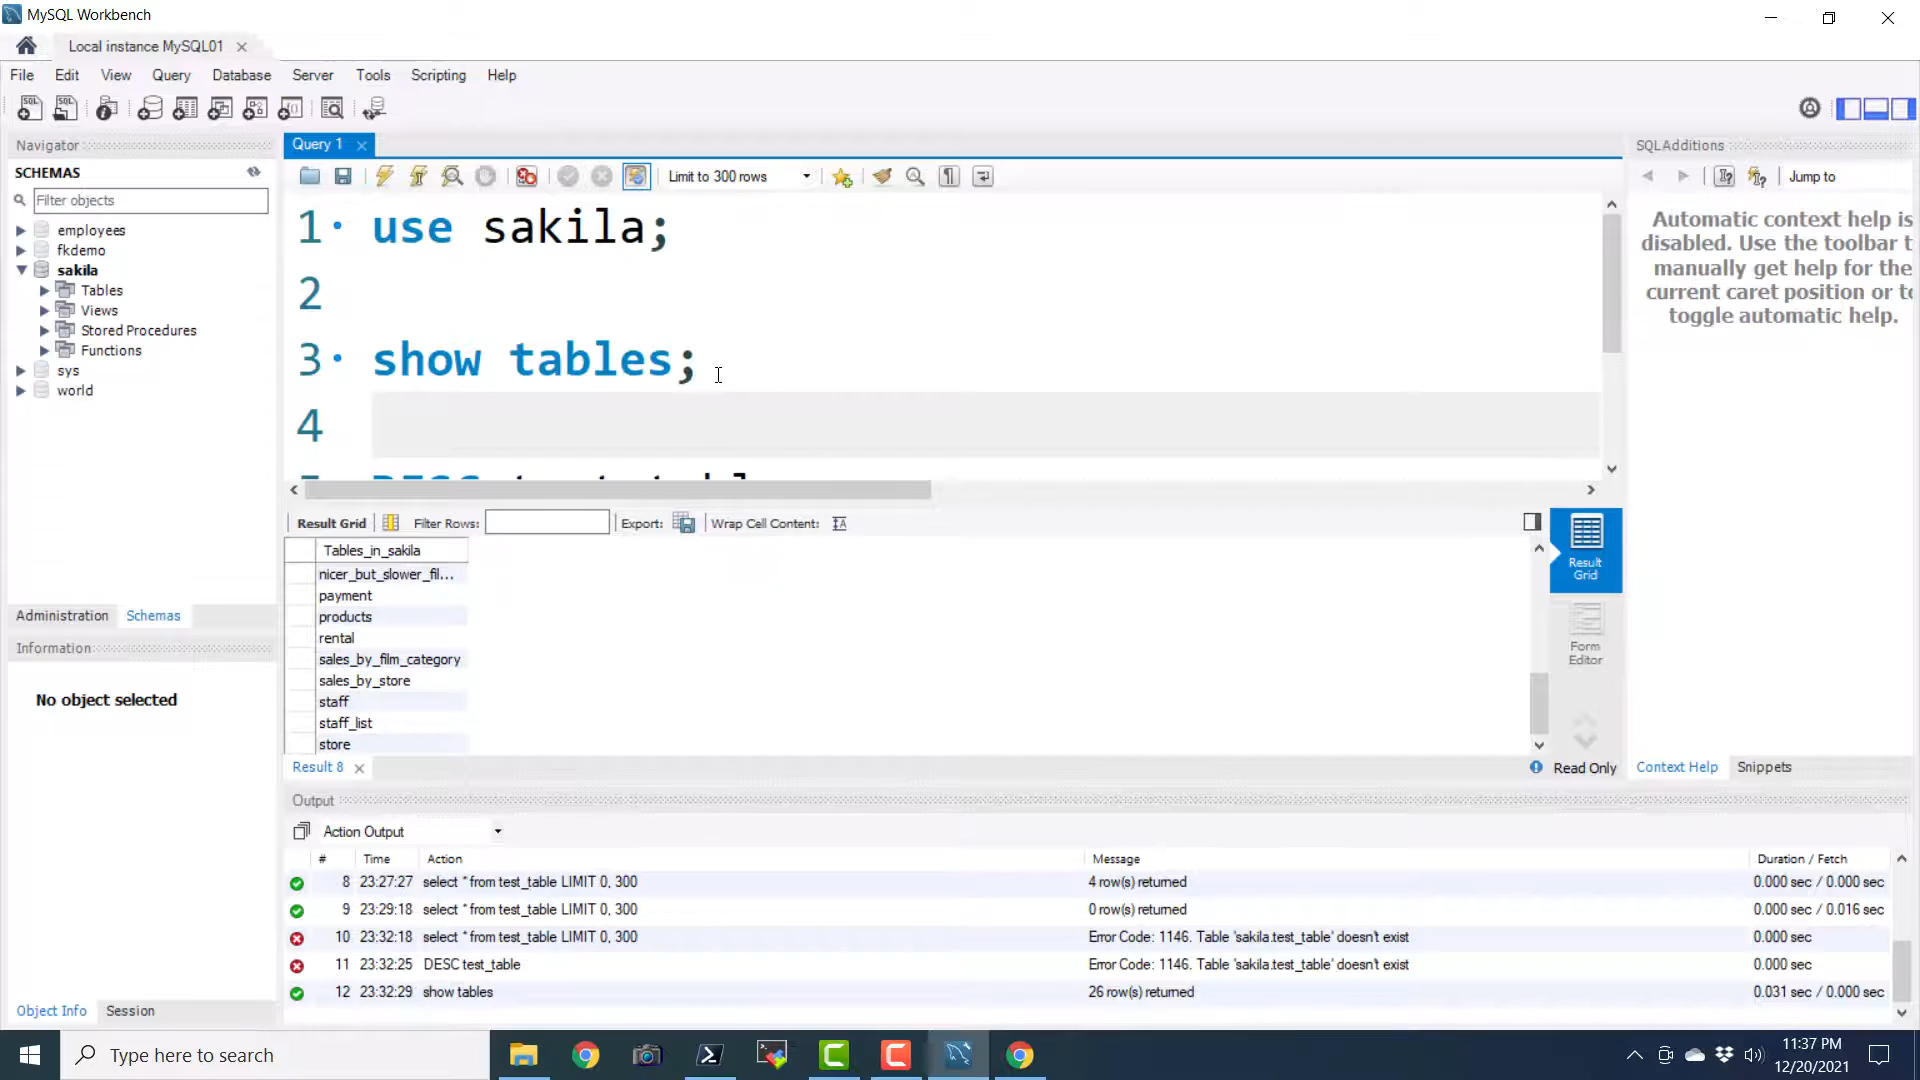 MySQL Workbench
Local instance MySQL01
File Edit View Query Database Server Tools Scripting Help
Navigator
SCHEMAS
Filter objects
employees
fkdemo
sakila
Tables
Views
Stored Procedures
Functions
sys
world
Administration Schemas
Information
No object selected
Object Info Session
Query 1
Limit to 300 rows
1 use sakila;
2
3 show tables;
4
Result Grid Filter Rows: Export: Wrap Cell Content:
Tables_in_sakila
nicer_but_slower_fil...
payment
products
rental
sales_by_film_category
sales_by_store
staff
staff_list
store
Result Grid
Form Editor
Result 8
Read Only
SQLAdditions
Jump to
Automatic context help is
disabled. Use the toolbar t
manually get help for the
current caret position or to
toggle automatic help.
Context Help Snippets
Output
Action Output
# Time Action Message Duration / Fetch
8 23:27:27 select * from test_table LIMIT 0, 300 4 row(s) returned 0.000 sec / 0.000 sec
9 23:29:18 select * from test_table LIMIT 0, 300 0 row(s) returned 0.000 sec / 0.016 sec
10 23:32:18 select * from test_table LIMIT 0, 300 Error Code: 1146. Table 'sakila.test_table' doesn't exist 0.000 sec
11 23:32:25 DESC test_table Error Code: 1146. Table 'sakila.test_table' doesn't exist 0.000 sec
12 23:32:29 show tables 26 row(s) returned 0.031 sec / 0.000 sec
Type here to search
11:37 PM
12/20/2021